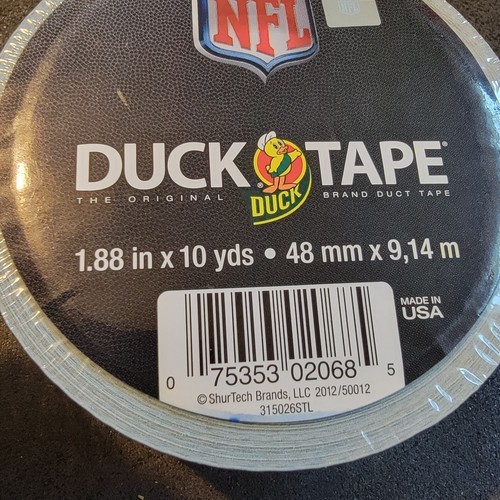 NFL
DUCK TAPE®
DUCK®
THE ORIGINAL BRAND DUCT TAPE
1.88 in x 10 yds • 48 mm x 9,14 m
MADE IN
USA
0 75353 02068 5
© ShurTech Brands, LLC 2012/50012
315026STL